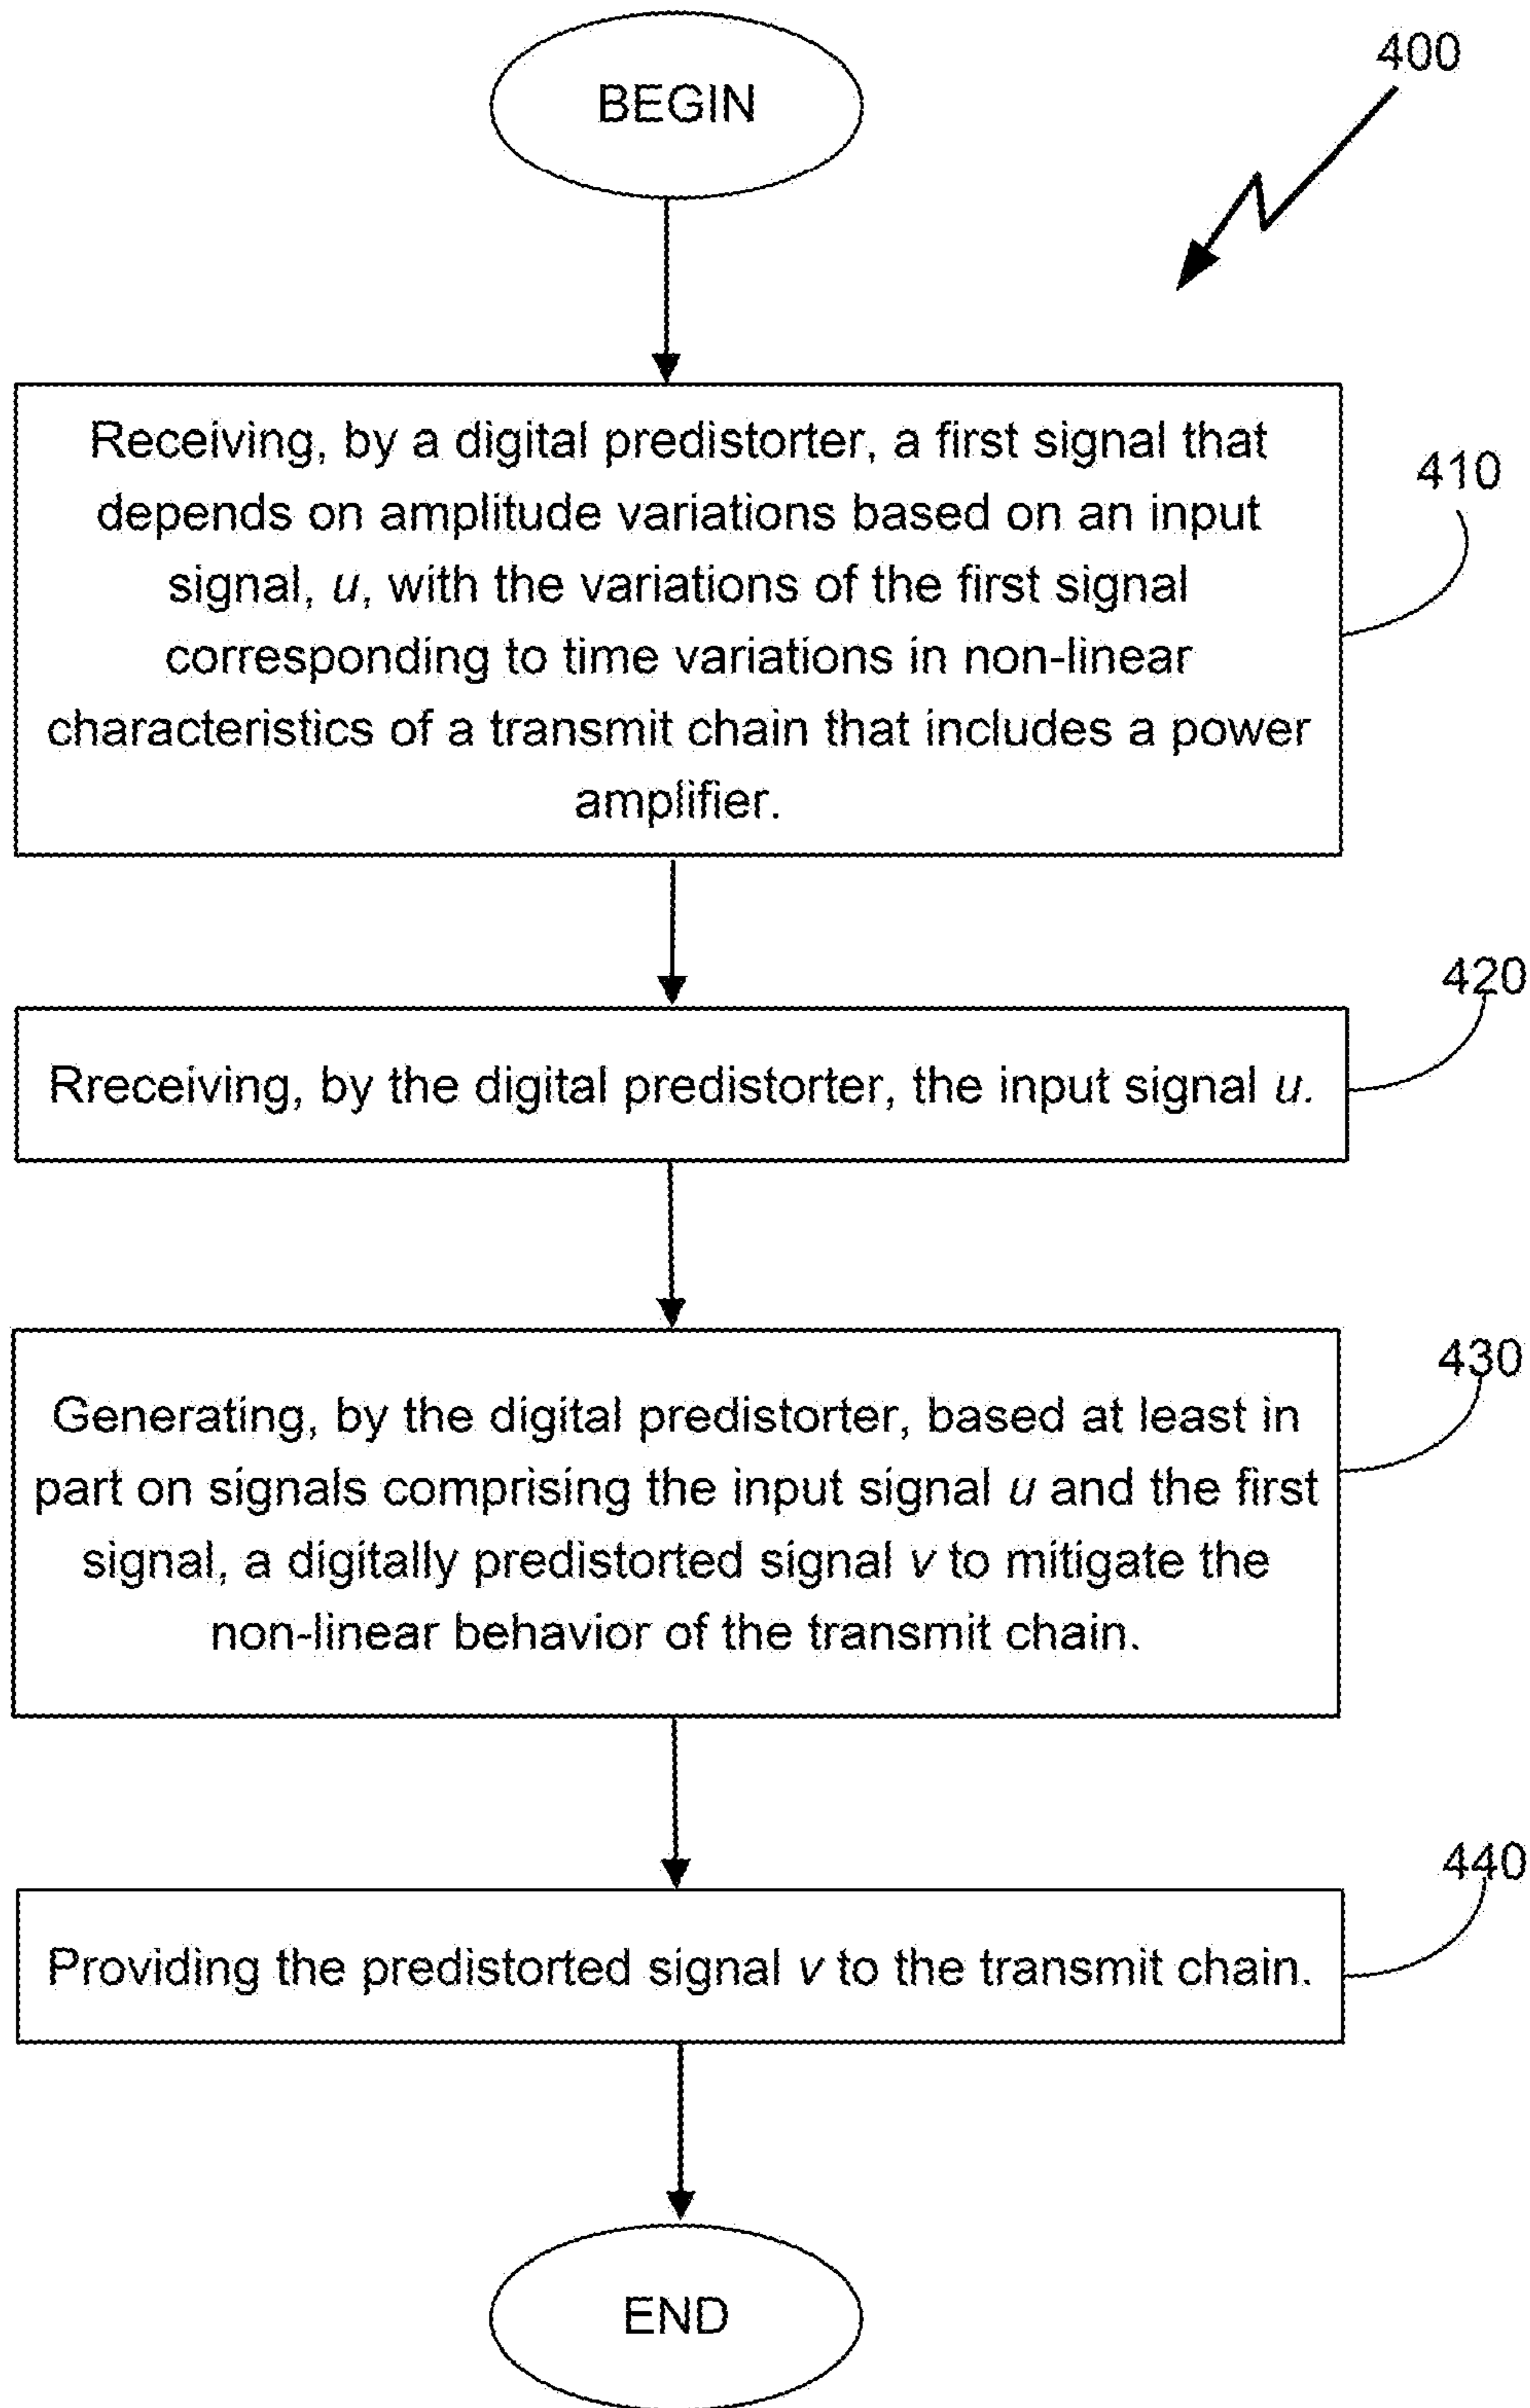 BEGIN
400
Receiving, by a digital predistorter, a first signal that
depends on amplitude variations based on an input
signal, u, with the variations of the first signal
corresponding to time variations in non-linear
characteristics of a transmit chain that includes a power
amplifier.
410
420
Rreceiving, by the digital predistorter, the input signal u.
430
Generating, by the digital predistorter, based at least in
part on signals comprising the input signal u and the first
signal, a digitally predistorted signal v to mitigate the
non-linear behavior of the transmit chain.
440
Providing the predistorted signal v to the transmit chain.
END